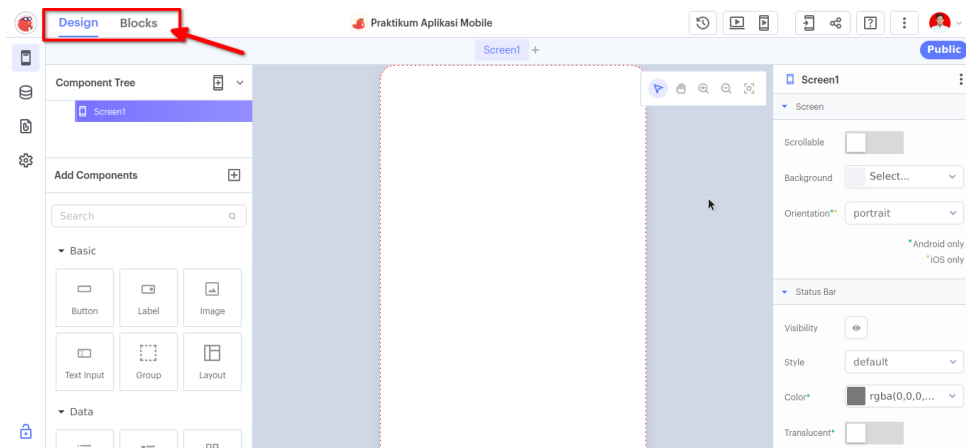 Design Blocks
Praktikum Aplikasi Mobile
Screen1 +
Public
Component Tree
Screen1
Add Components
Search
Basic
Button Label Image
Text Input Group Layout
Data
Screen1
Screen
Scrollable
Background Select...
Orientation** portrait
*Android only
*iOS only
Status Bar
Visibility
Style default
Color* rgba(0,0,0,...
Translucent*